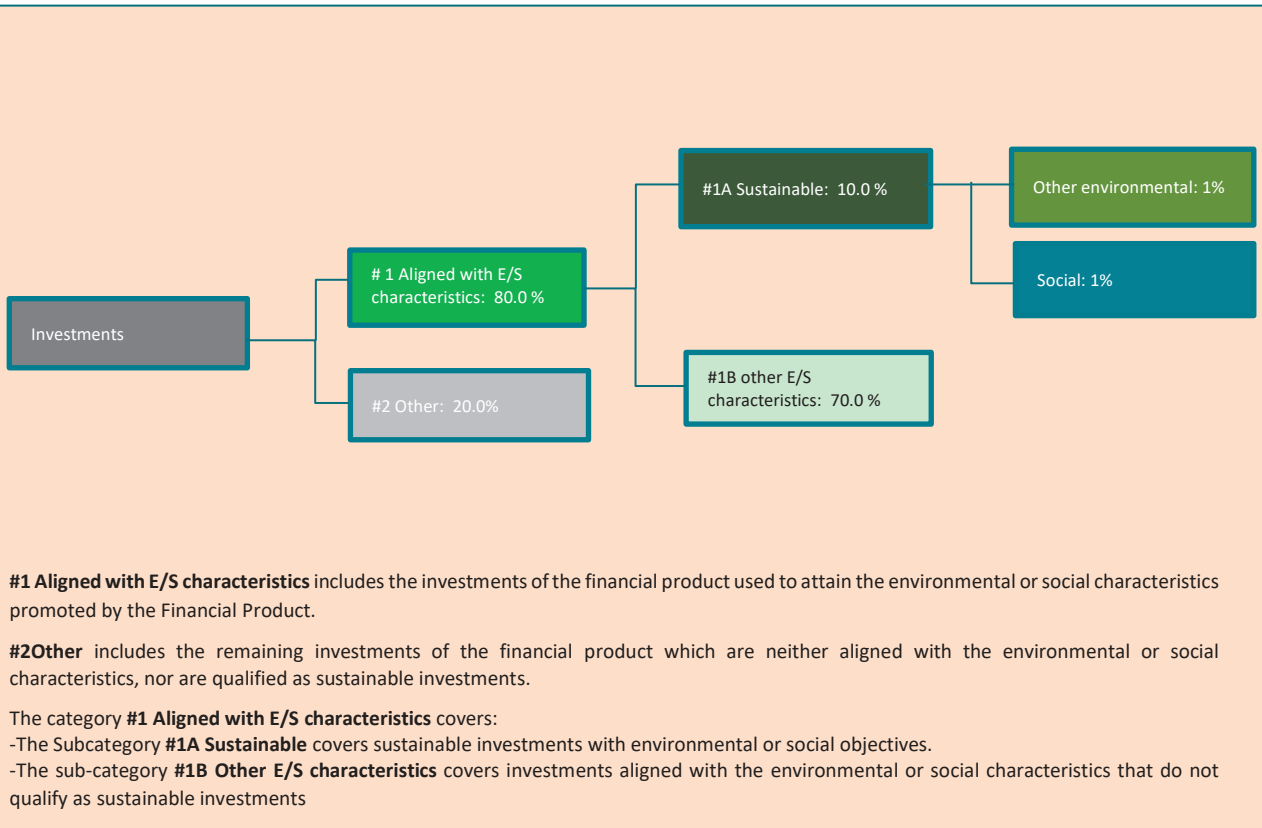 #1A Sustainable: 10.0 %
Other environmental: 1%
# 1 Aligned with E/S
characteristics: 80.0 %
Social: 1%
Investments
#2 Other: 20.0%
#1B other E/S
characteristics: 70.0 %
#1 Aligned with E/S characteristics includes the investments of the financial product used to attain the environmental or social characteristics
promoted by the Financial Product.
#2Other includes the remaining investments of the financial product which are neither aligned with the environmental or social
characteristics, nor are qualified as sustainable investments.
The category #1 Aligned with E/S characteristics covers:
-The Subcategory #1A Sustainable covers sustainable investments with environmental or social objectives.
-The sub-category #1B Other E/S characteristics covers investments aligned with the environmental or social characteristics that do not
qualify as sustainable investments